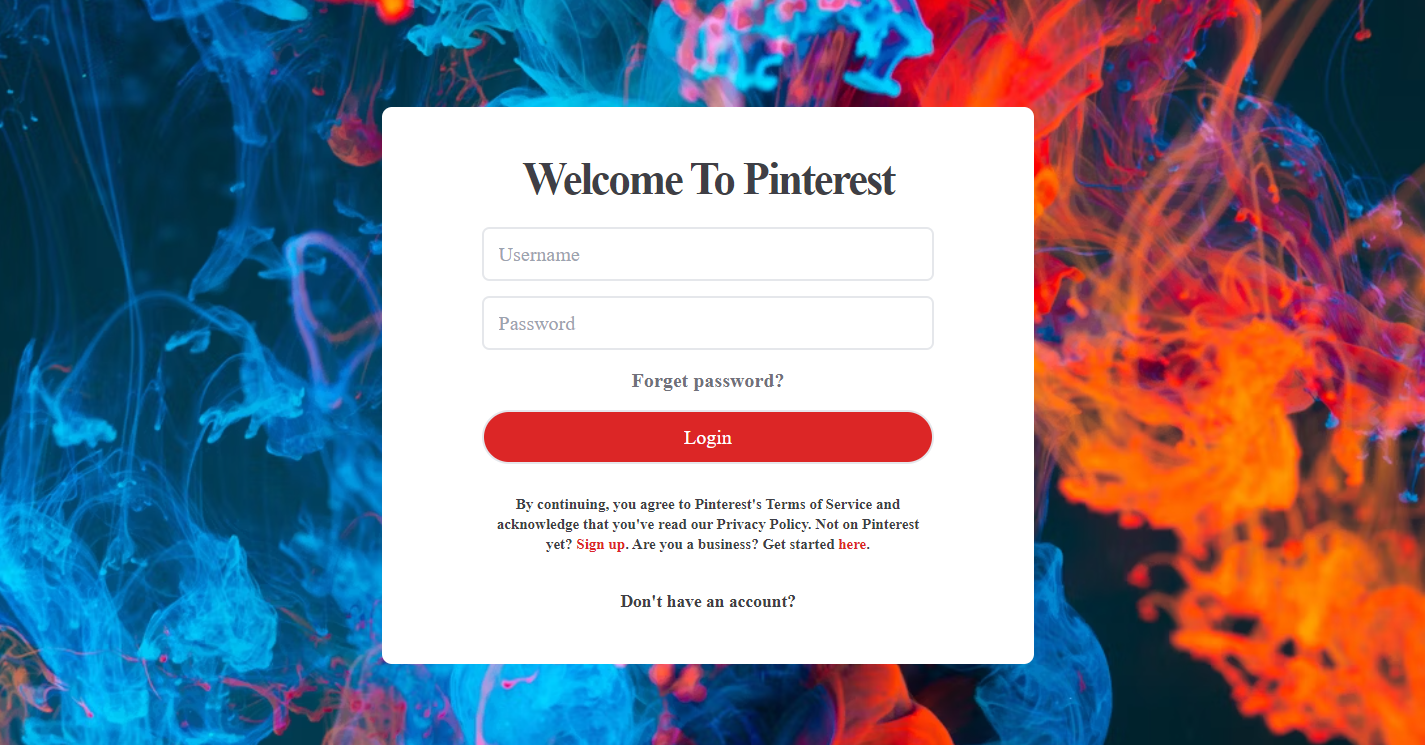 Welcome To Pinterest
Username
Password
Forget password?
Login
By continuing, you agree to Pinterest's Terms of Service and
acknowledge that you've read our Privacy Policy. Not on Pinterest
yet? Sign up. Are you a business? Get started here.
Don't have an account?